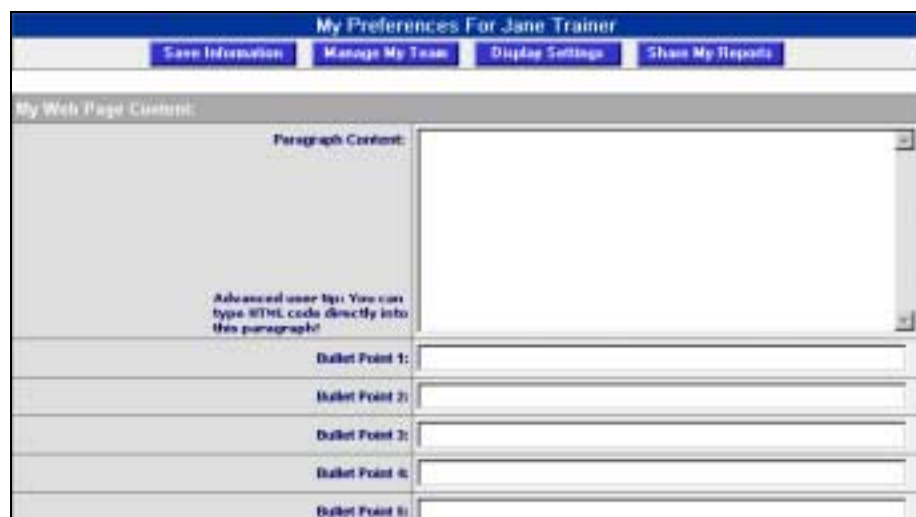 My Preferences For Jane Trainer
Save Information Manage My Team Display Settings Share My Reports
My Web Page Content:
Paragraph Content:
Advanced user tip: You can
type HTML code directly into
this paragraph!
Bullet Point 1:
Bullet Point 2:
Bullet Point 3:
Bullet Point 4:
Bullet Point 5: